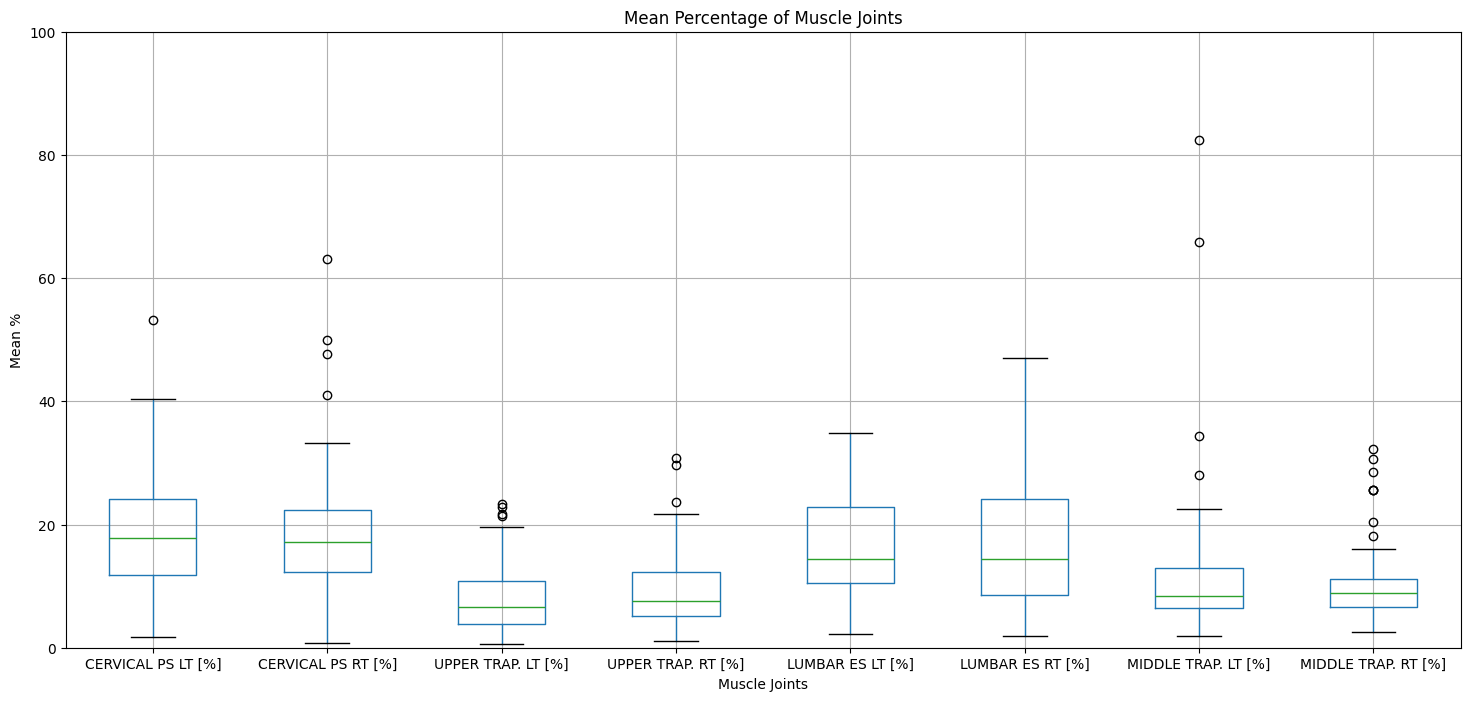 Mean Percentage of Muscle Joints
100
80
60
40
20
0
Mean %
CERVICAL PS LT [%] CERVICAL PS RT [%] UPPER TRAP. LT [%] UPPER TRAP. RT [%] LUMBAR ES LT [%] LUMBAR ES RT [%] MIDDLE TRAP. LT [%] MIDDLE TRAP. RT [%]
Muscle Joints